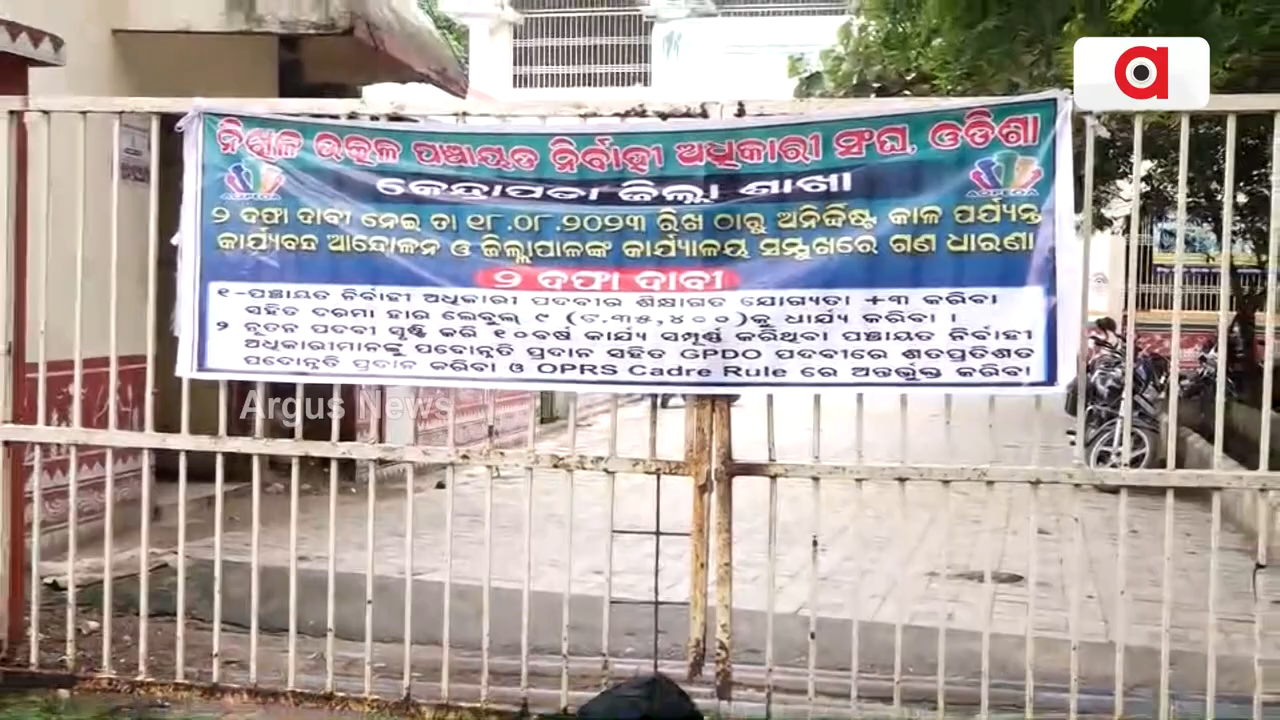 ନିଖିଳ ଉତ୍କଳ ପଞ୍ଚାୟତ ନିର୍ବାହୀ ଅଧିକାରୀ ସଂଘ, ଓଡିଶା
କେନ୍ଦ୍ରାପଡା ଜିଲ୍ଲା ଶାଖା
୨ ଦଫା ଦାବୀ ନେଇ ତା ୧୮.୦୮.୨୦୨୩ ରିଖ ଠାରୁ ଅନିର୍ଦ୍ଦିଷ୍ଟ କାଳ ପର୍ଯ୍ୟନ୍ତ
କାର୍ଯ୍ୟବନ୍ଦ ଆନ୍ଦୋଳନ ଓ ଜିଲ୍ଲାପାଳଙ୍କ କାର୍ଯ୍ୟାଳୟ ସମ୍ମୁଖରେ ଗଣ ଧାରଣା
୨ ଦଫା ଦାବୀ
୧-ପଞ୍ଚାୟତ ନିର୍ବାହୀ ଅଧିକାରୀ ପଦବୀର ଶିକ୍ଷାଗତ ଯୋଗ୍ୟତା +୩ କରିବା
ସହିତ ଦରମା ହାର ଲେବୁଲ୍ ୯ (ଟ.୩୫,୪୦୦)କୁ ଧାର୍ଯ୍ୟ କରିବା ।
୨ ନୂତନ ପଦବୀ ସୃଷ୍ଟି କରି ୧୦ବର୍ଷ କାର୍ଯ୍ୟ ସମ୍ପୂର୍ଣ୍ଣ କରିଥିବା ପଞ୍ଚାୟତ ନିର୍ବାହୀ
ଅଧିକାରୀମାନଙ୍କୁ ପଦୋନ୍ନତି ପ୍ରଦାନ ସହିତ GPDO ପଦବୀରେ ଶତପ୍ରତିଶତ
ପଦୋନ୍ନତି ପ୍ରଦାନ କରିବା ଓ OPRS Cadre Rule ରେ ଅନ୍ତର୍ଭୁକ୍ତ କରିବା
Argus News